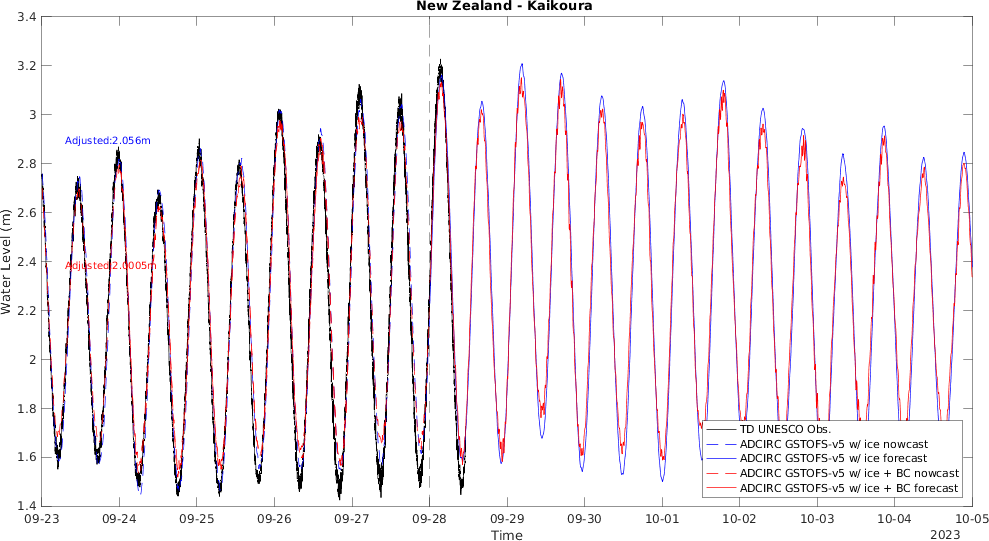 New Zealand - Kaikoura
3.4
3.2
3
2.8
2.6
2.4
2.2
2
1.8
1.6
1.4
Water Level (m)
Adjusted:2.056m
Adjusted:2.0005m
TD UNESCO Obs.
ADCIRC GSTOFS-v5 w/ ice nowcast
ADCIRC GSTOFS-v5 w/ ice forecast
ADCIRC GSTOFS-v5 w/ ice + BC nowcast
ADCIRC GSTOFS-v5 w/ ice + BC forecast
09-23 09-24 09-25 09-26 09-27 09-28 09-29 09-30 10-01 10-02 10-03 10-04 10-05
Time
2023